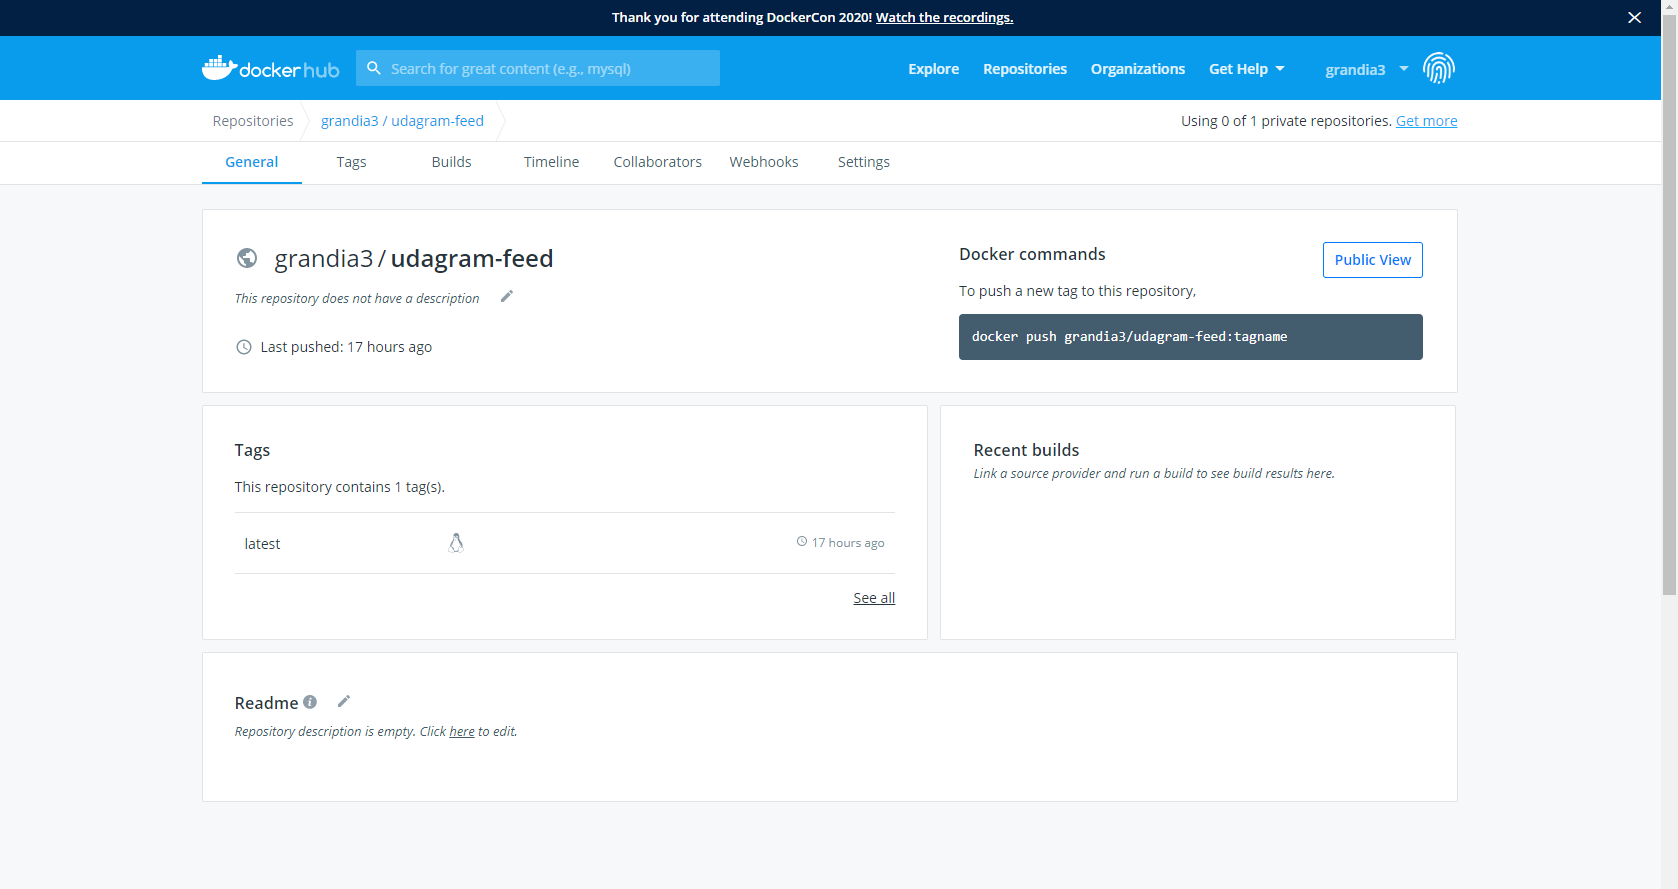 Thank you for attending DockerCon 2020! Watch the recordings.
docker hub
Search for great content (e.g., mysql)
Explore
Repositories
Organizations
Get Help
grandia3
Repositories
grandia3 / udagram-feed
Using 0 of 1 private repositories. Get more
General
Tags
Builds
Timeline
Collaborators
Webhooks
Settings
grandia3 / udagram-feed
This repository does not have a description
Last pushed: 17 hours ago
Docker commands
Public View
To push a new tag to this repository,
docker push grandia3/udagram-feed:tagname
Tags
This repository contains 1 tag(s).
latest
17 hours ago
See all
Recent builds
Link a source provider and run a build to see build results here.
Readme
Repository description is empty. Click here to edit.